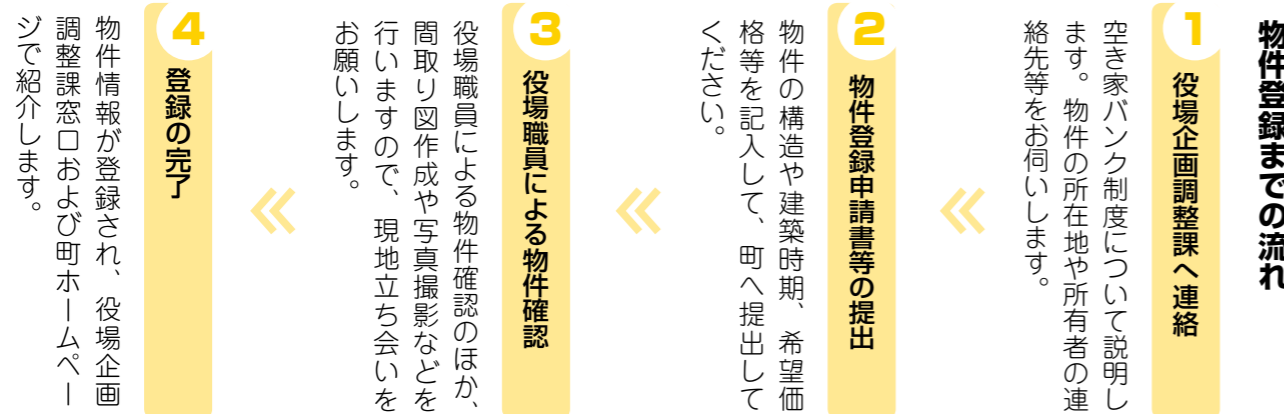 物件登録までの流れ
1 役場企画調整課へ連絡
空き家バンク制度について説明し
ます。物件の所在地や所有者の連
絡先等をお伺いします。
2 物件登録申請書等の提出
物件の構造や建築時期、希望価
格等を記入して、町へ提出して
ください。
3 役場職員による物件確認
役場職員による物件確認のほか、
間取り図作成や写真撮影などを
行いますので、現地立ち会いを
お願いします。
4 登録の完了
物件情報が登録され、役場企画
調整課窓口および町ホームペー
ジで紹介します。